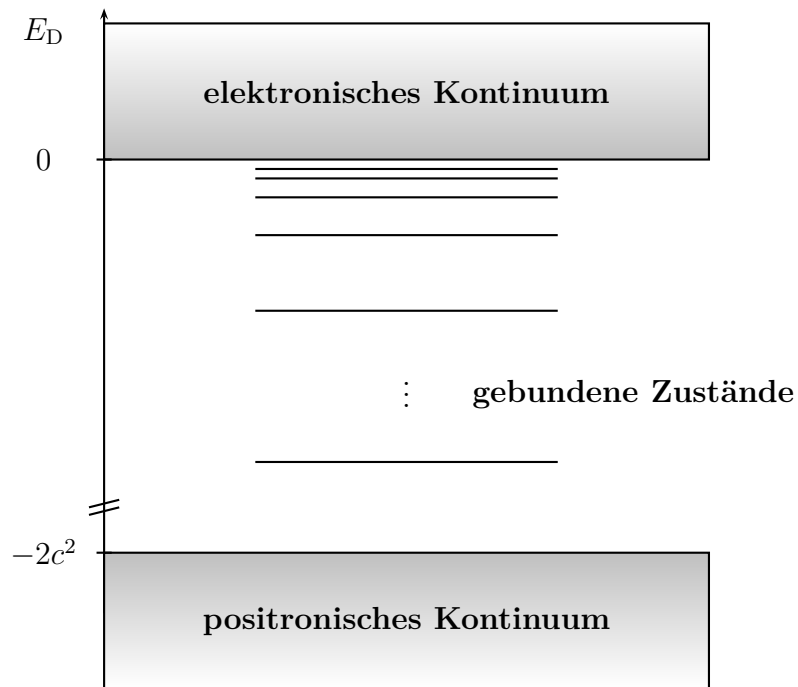 E_D
elektronisches Kontinuum
0
⋮
gebundene Zustände
−2c²
positronisches Kontinuum